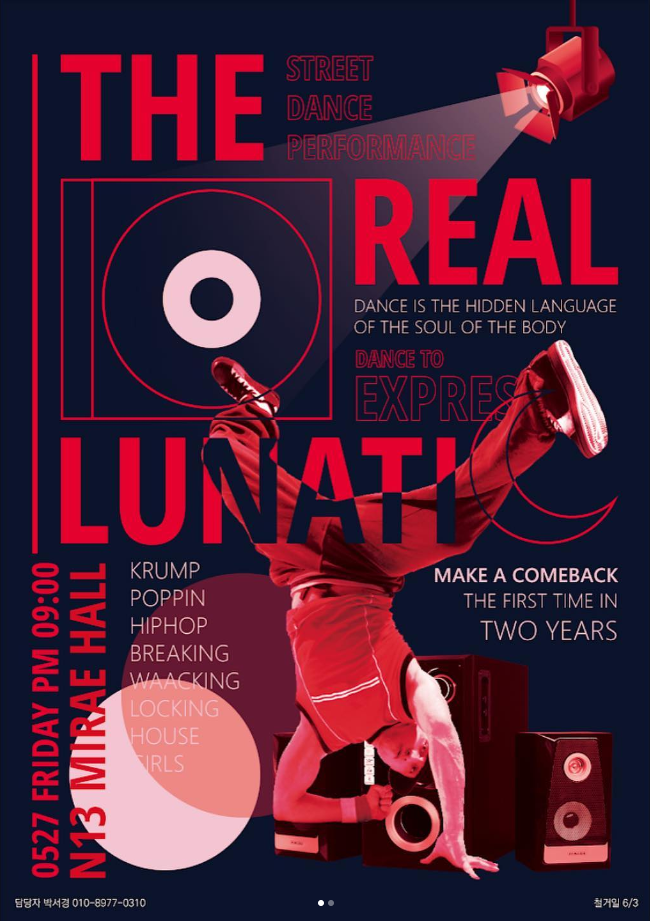 THE
STREET
DANCE
PERFORMANCE
REAL
DANCE IS THE HIDDEN LANGUAGE
OF THE SOUL OF THE BODY
DANCE TO
EXPRESS
LUNATIC
0527 FRIDAY PM 09:00
N13 MIRAE HALL
KRUMP
POPPIN
HIPHOP
BREAKING
WAACKING
LOCKING
HOUSE
GIRLS
MAKE A COMEBACK
THE FIRST TIME IN
TWO YEARS
담당자 박서경 010-8977-0310
철거일 6/3